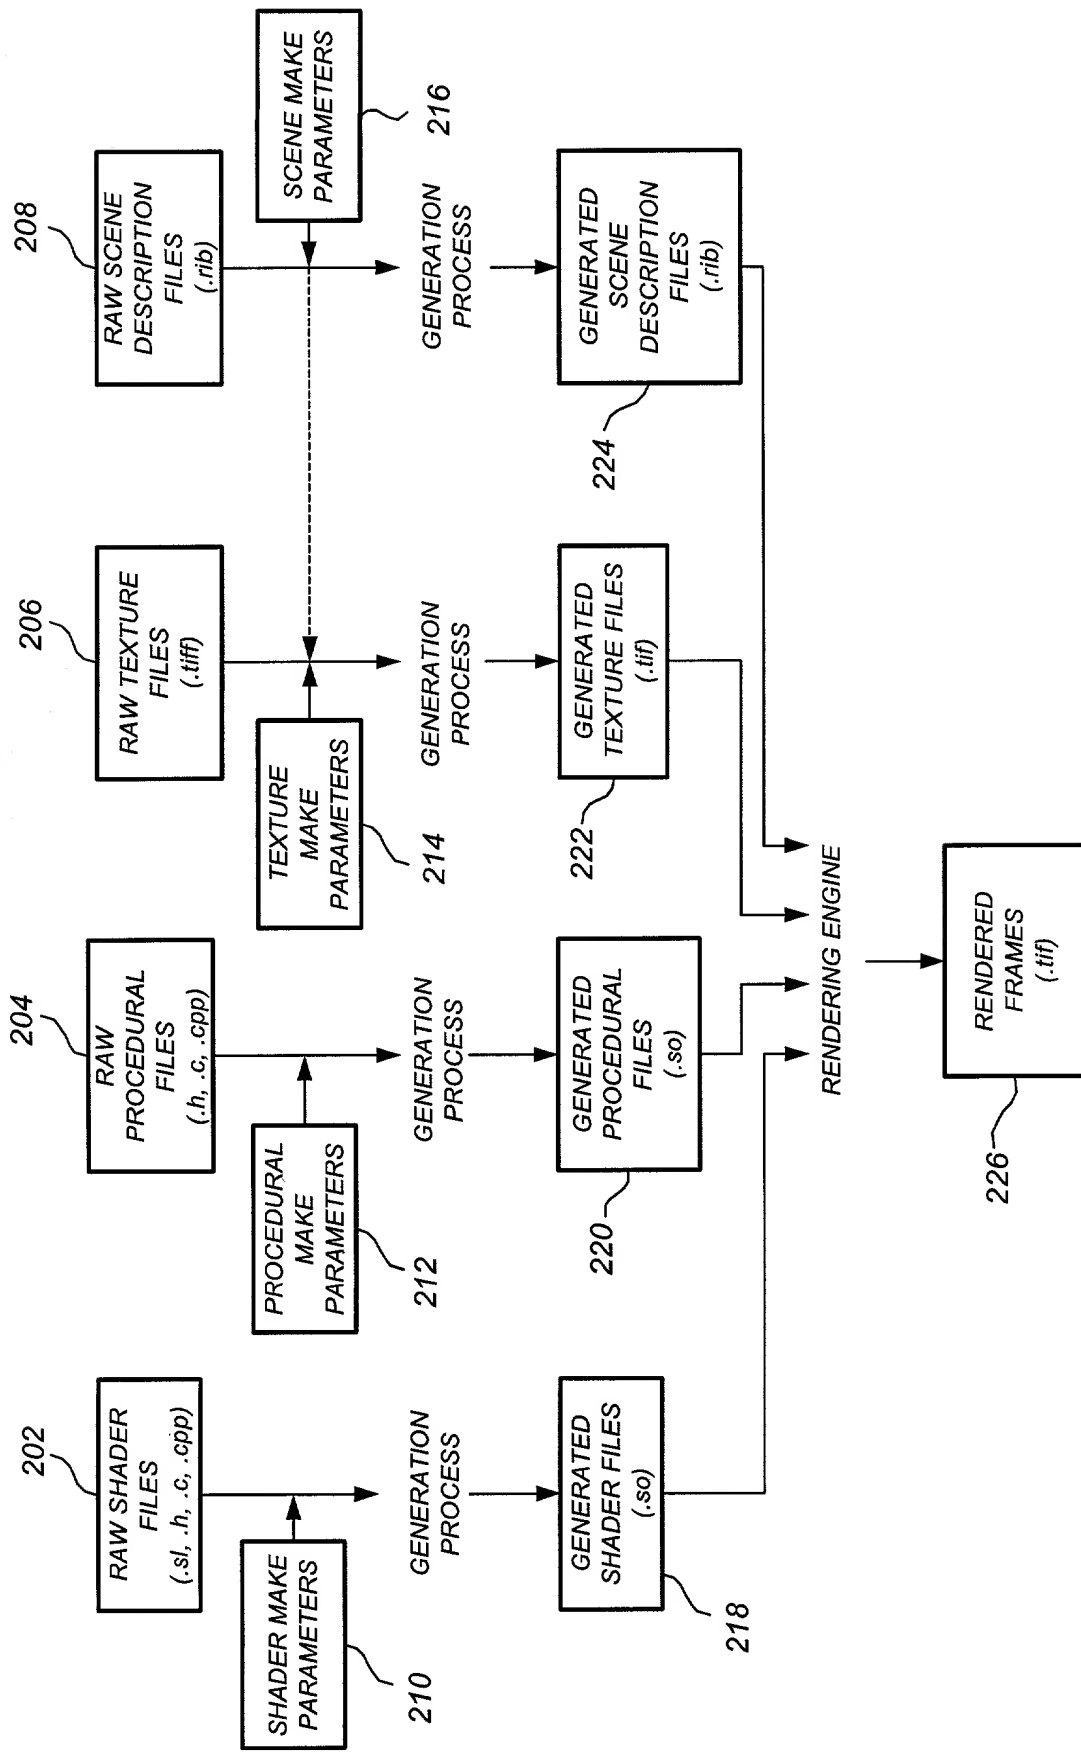 202
RAW SHADER
FILES
(.sl, .h, .c, .cpp)
204
RAW
PROCEDURAL
FILES
(.h, .c, .cpp)
206
RAW TEXTURE
FILES
(.tiff)
208
RAW SCENE
DESCRIPTION
FILES
(.rib)
SHADER MAKE
PARAMETERS
210
PROCEDURAL
MAKE
PARAMETERS
212
TEXTURE
MAKE
PARAMETERS
214
SCENE MAKE
PARAMETERS
216
GENERATION
PROCESS
GENERATION
PROCESS
GENERATION
PROCESS
GENERATION
PROCESS
GENERATED
SHADER FILES
(.so)
218
GENERATED
PROCEDURAL
FILES
(.so)
220
GENERATED
TEXTURE FILES
(.tif)
222
GENERATED
SCENE
DESCRIPTION
FILES
(.rib)
224
RENDERING ENGINE
RENDERED
FRAMES
(.tif)
226